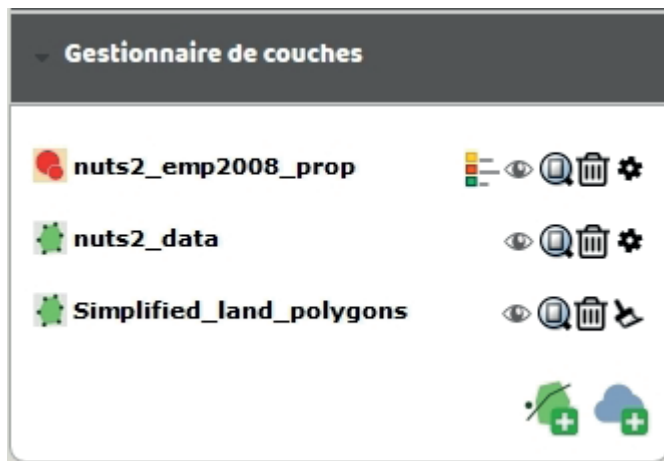 Gestionnaire de couches
nuts2_emp2008_prop
nuts2_data
Simplified_land_polygons